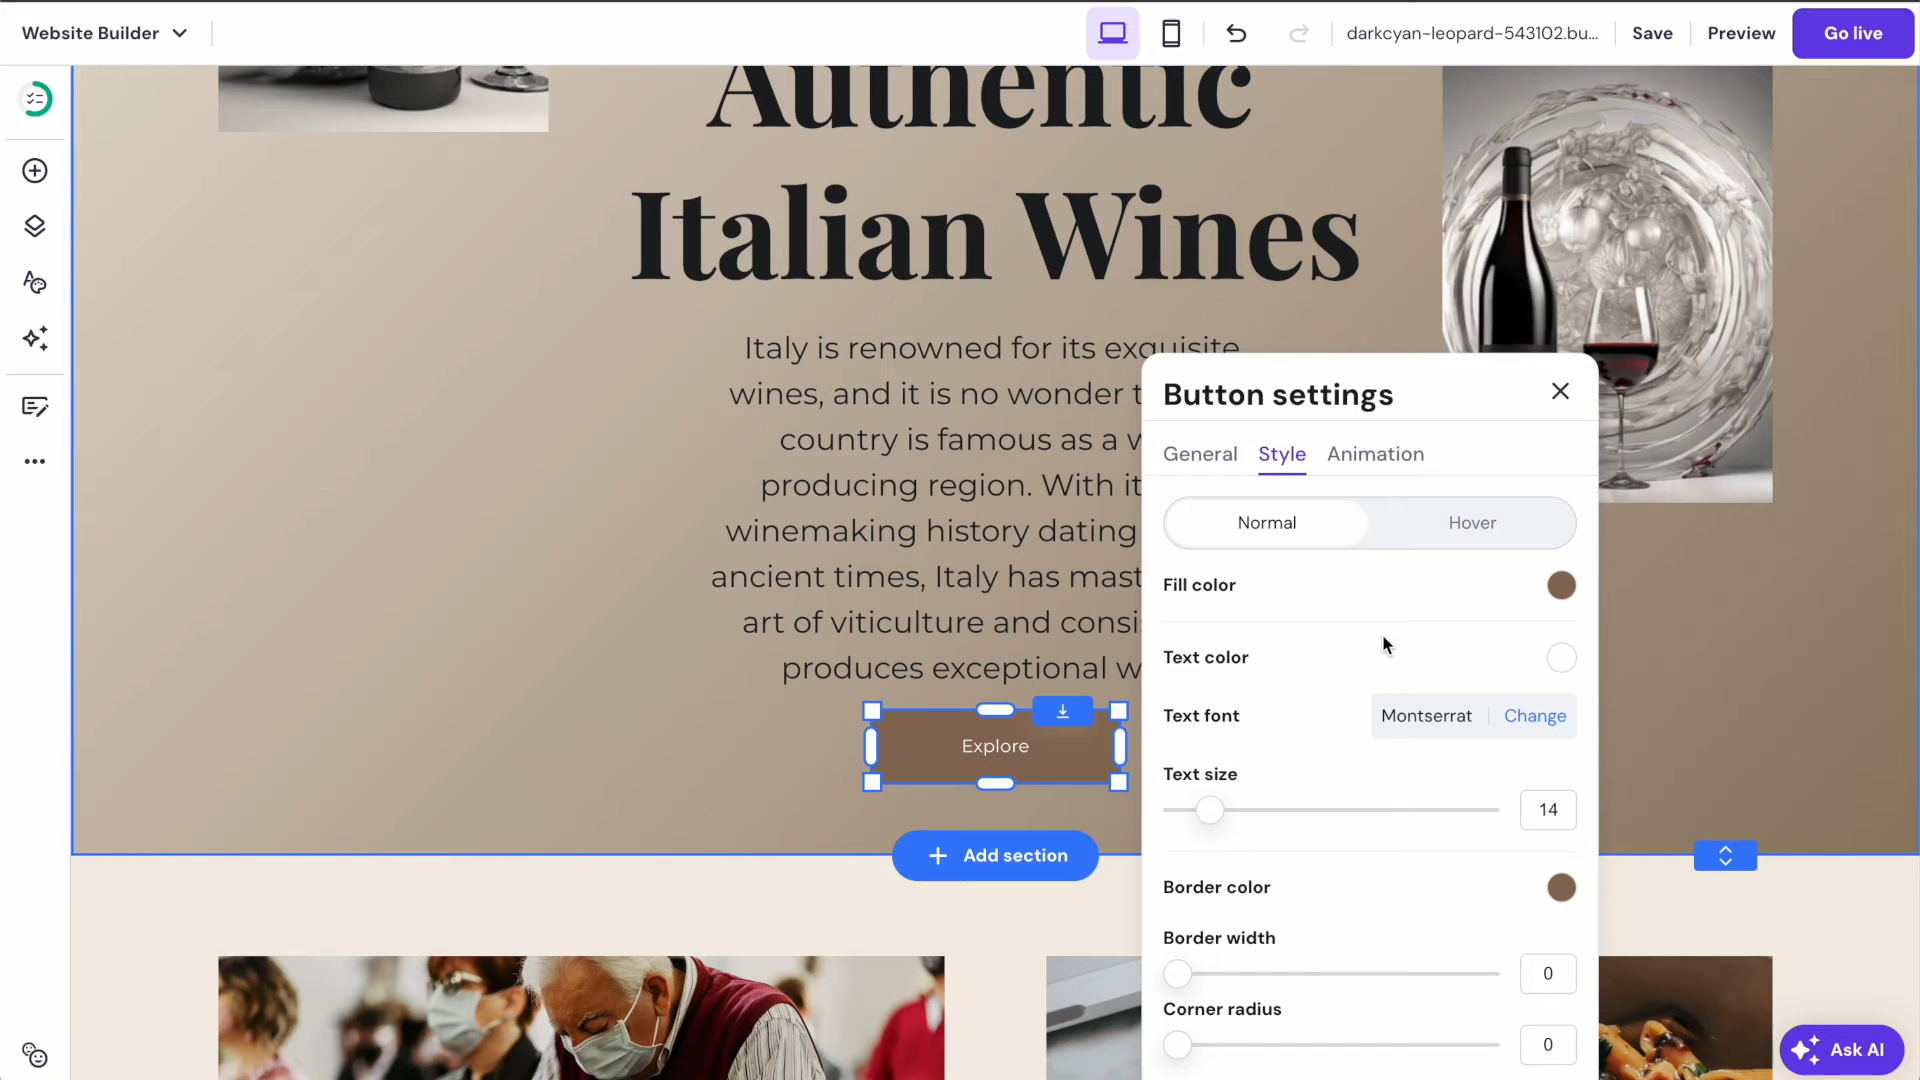 Website Builder
darkcyan-leopard-543102.bu...
Save
Preview
Go live
Authentic
Italian Wines
Italy is renowned for its exquisite
wines, and it is no wonder t
country is famous as a w
producing region. With it
winemaking history dating
ancient times, Italy has mast
art of viticulture and consi
produces exceptional w
Explore
Add section
Button settings
General Style Animation
Normal Hover
Fill color
Text color
Text font Montserrat Change
Text size
14
Border color
Border width
0
Corner radius
0
Ask AI